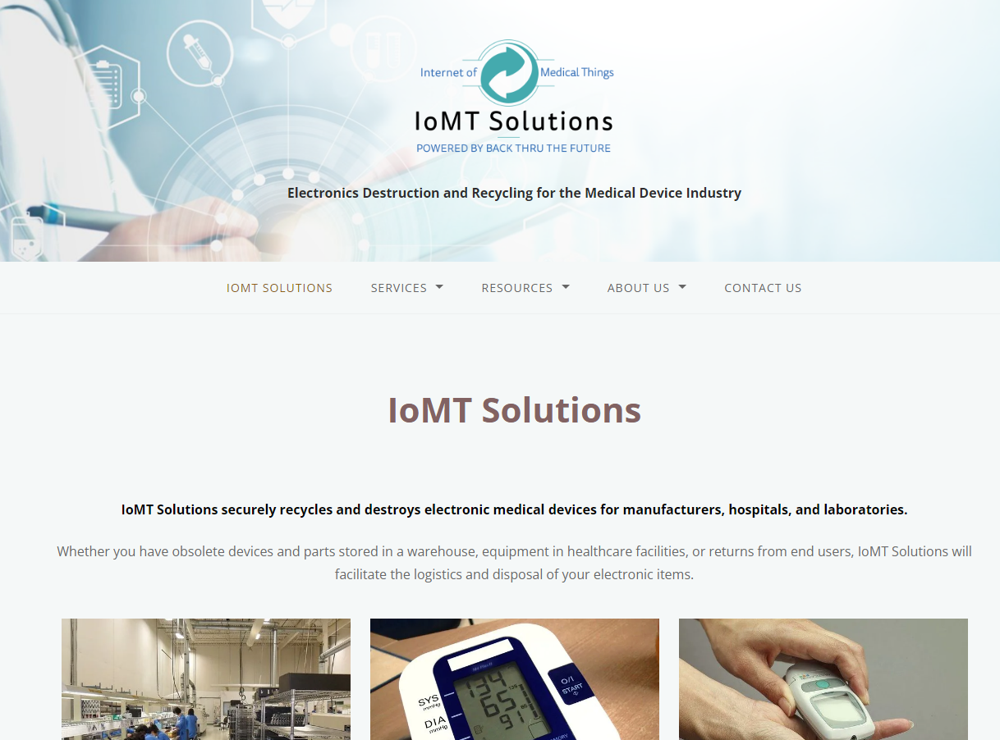 Internet of Medical Things
IoMT Solutions
POWERED BY BACK THRU THE FUTURE
Electronics Destruction and Recycling for the Medical Device Industry
IOMT SOLUTIONS SERVICES RESOURCES ABOUT US CONTACT US
IoMT Solutions
IoMT Solutions securely recycles and destroys electronic medical devices for manufacturers, hospitals, and laboratories.
Whether you have obsolete devices and parts stored in a warehouse, equipment in healthcare facilities, or returns from end users, IoMT Solutions will
facilitate the logistics and disposal of your electronic items.
134
SYS
mmHg
65
DIA
mmHg
91
O/I
START